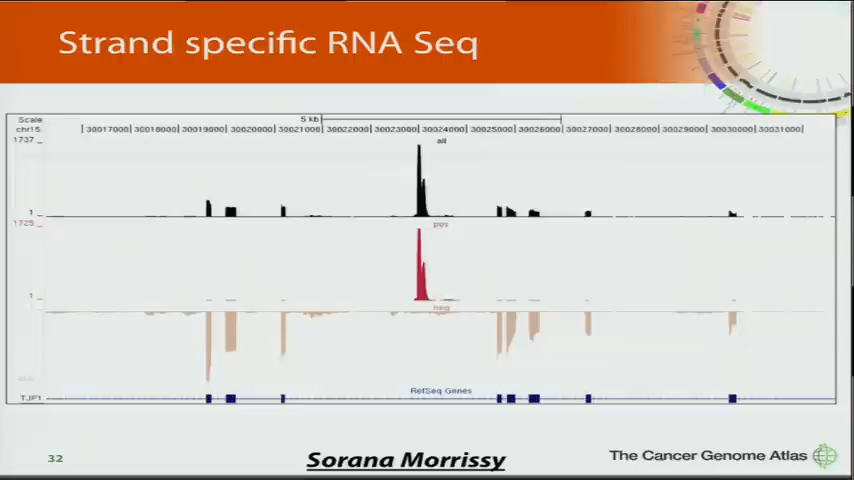 Strand specific RNA Seq
Scale
5 kb
chr15
30017000 30018000 30019000 30020000 30021000 30022000 30023000 30024000 30025000 30026000 30027000 30028000 30029000 30030000 30031000
1737
all
1
1725
pos
1
neg
RefSeq Genes
TJP1
32
Sorana Morrissy
The Cancer Genome Atlas